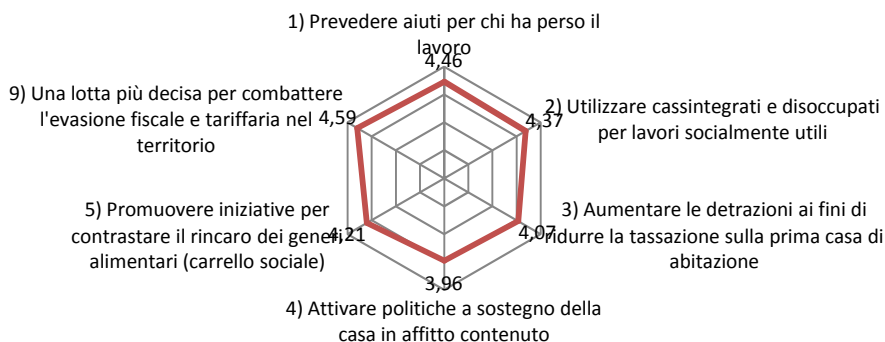 1) Prevedere aiuti per chi ha perso il
lavoro
4,46
9) Una lotta più decisa per combattere
l'evasione fiscale e tariffaria nel
territorio
4,59
4,37
2) Utilizzare cassintegrati e disoccupati
per lavori socialmente utili
5) Promuovere iniziative per
contrastare il rincaro dei generi
alimentari (carrello sociale)
4,21
4,07
3) Aumentare le detrazioni ai fini di
ridurre la tassazione sulla prima casa di
abitazione
3,96
4) Attivare politiche a sostegno della
casa in affitto contenuto